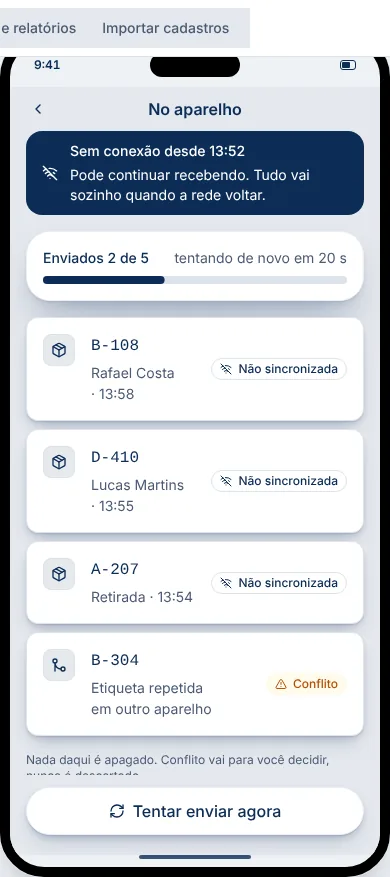 e relatórios Importar cadastros
9:41
No aparelho
Sem conexão desde 13:52
Pode continuar recebendo. Tudo vai
sozinho quando a rede voltar.
Enviados 2 de 5 tentando de novo em 20 s
B-108
Rafael Costa
· 13:58
Não sincronizada
D-410
Lucas Martins
· 13:55
Não sincronizada
A-207
Retirada · 13:54
Não sincronizada
B-304
Etiqueta repetida
em outro aparelho
Conflito
Nada daqui é apagado. Conflito vai para você decidir,
Tentar enviar agora